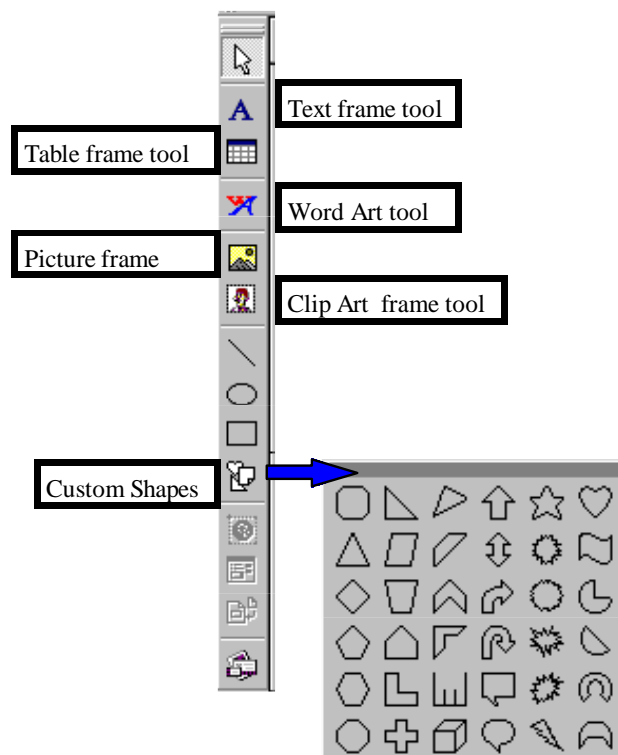 Text frame tool
Table frame tool
Word Art tool
Picture frame
Clip Art frame tool
Custom Shapes